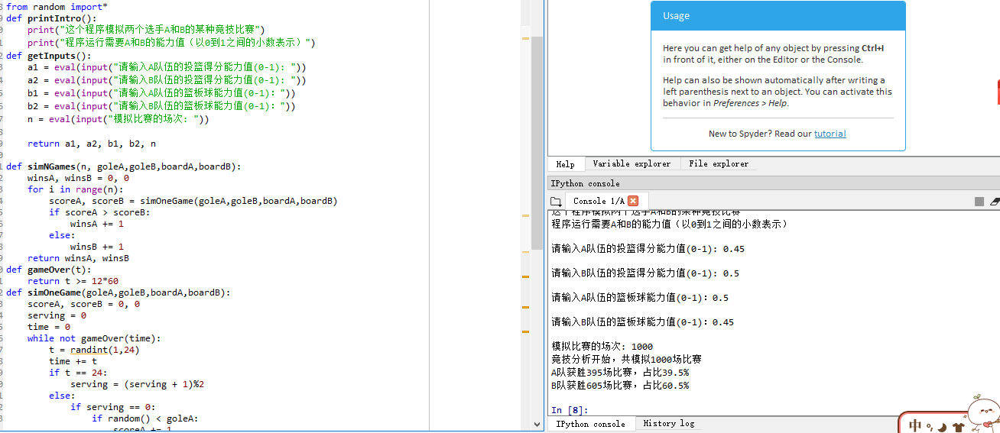 from random import*
def printIntro():
    print("这个程序模拟两个选手A和B的某种竞技比赛")
    print("程序运行需要A和B的能力值（以0到1之间的小数表示）")
def getInputs():
    a1 = eval(input("请输入A队伍的投篮得分能力值(0-1): "))
    a2 = eval(input("请输入B队伍的投篮得分能力值(0-1): "))
    b1 = eval(input("请输入A队伍的篮板球能力值(0-1): "))
    b2 = eval(input("请输入B队伍的篮板球能力值(0-1): "))
    n = eval(input("模拟比赛的场次: "))
    return a1, a2, b1, b2, n
def simNGames(n, goleA,goleB,boardA,boardB):
    winsA, winsB = 0, 0
    for i in range(n):
        scoreA, scoreB = simOneGame(goleA,goleB,boardA,boardB)
        if scoreA > scoreB:
            winsA += 1
        else:
            winsB += 1
    return winsA, winsB
def gameOver(t):
    return t >= 12*60
def simOneGame(goleA,goleB,boardA,boardB):
    scoreA, scoreB = 0, 0
    serving = 0
    time = 0
    while not gameOver(time):
        t = randint(1,24)
        time += t
        if t == 24:
            serving = (serving + 1)%2
        else:
            if serving == 0:
                if random() < goleA:
                    scoreA += 1
Usage
Here you can get help of any object by pressing Ctrl+I
in front of it, either on the Editor or the Console.
Help can also be shown automatically after writing a
left parenthesis next to an object. You can activate this
behavior in Preferences > Help.
New to Spyder? Read our tutorial
Help Variable explorer File explorer
IPython console
Console 1/A
这个程序模拟两个选手A和B的某种竞技比赛
程序运行需要A和B的能力值（以0到1之间的小数表示）
请输入A队伍的投篮得分能力值(0-1): 0.45
请输入B队伍的投篮得分能力值(0-1): 0.5
请输入A队伍的篮板球能力值(0-1): 0.5
请输入B队伍的篮板球能力值(0-1): 0.45
模拟比赛的场次: 1000
竞技分析开始，共模拟1000场比赛
A队获胜395场比赛，占比39.5%
B队获胜605场比赛，占比60.5%
In [8]:
IPython console History log
中